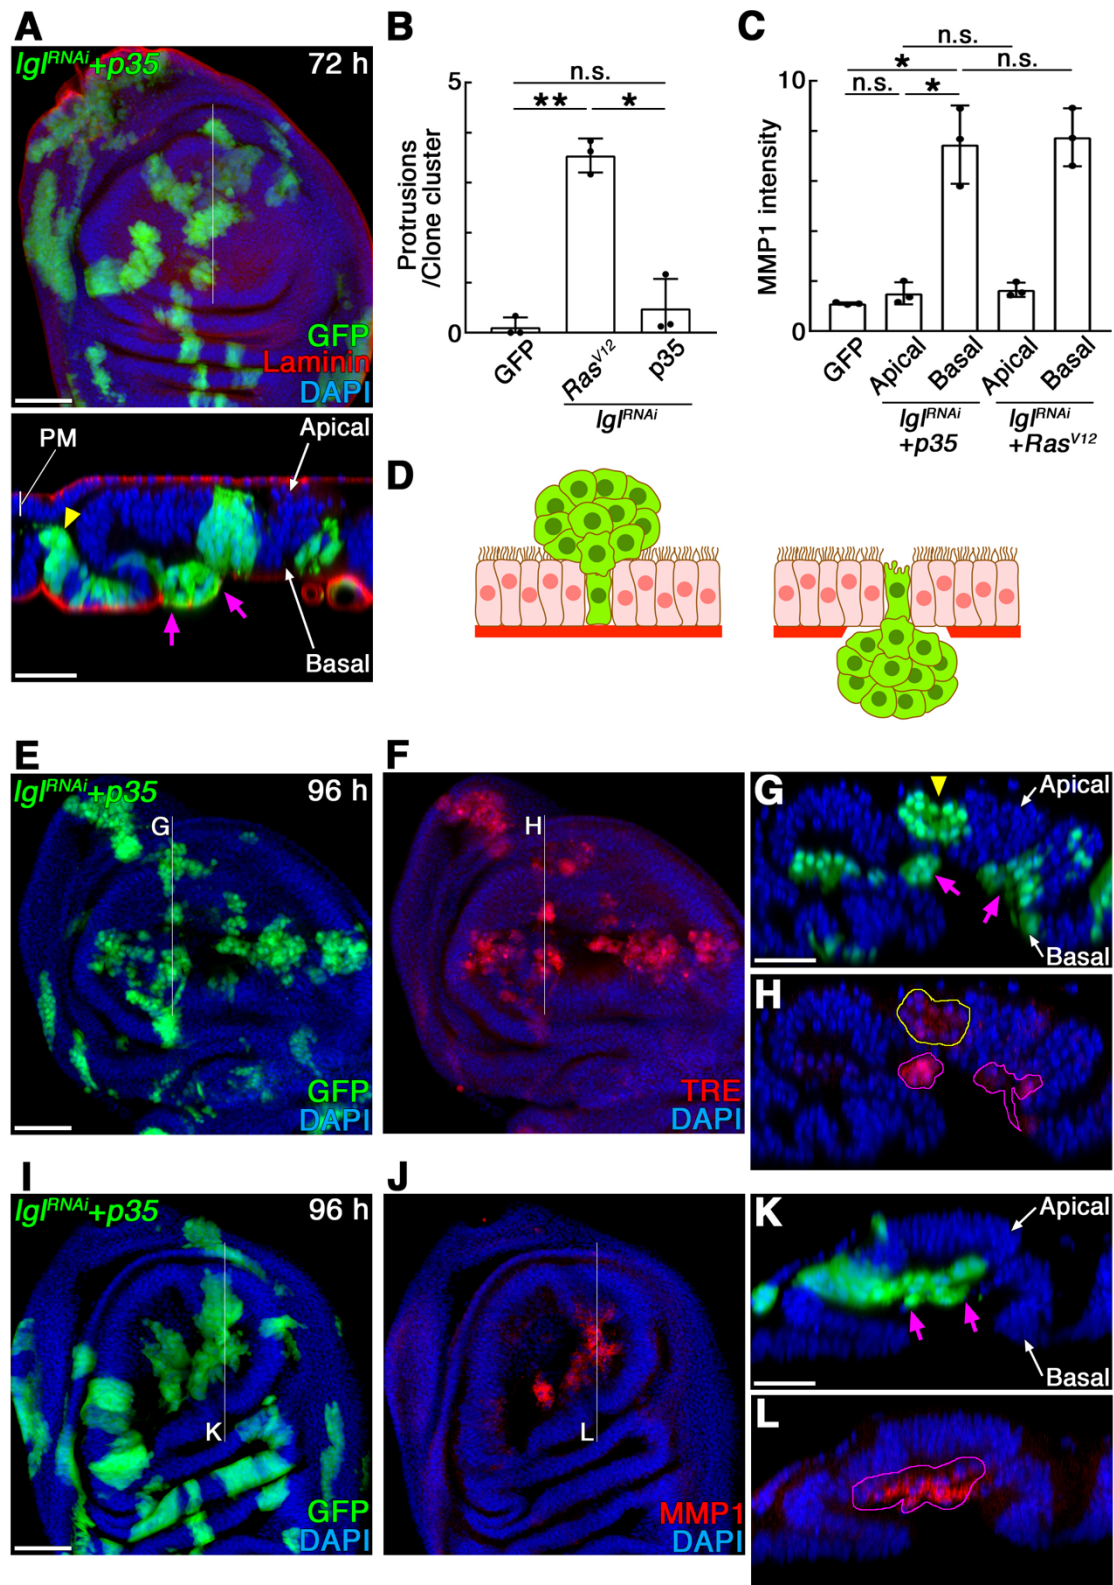 A
lgl^RNAi+p35
72 h
GFP
Laminin
DAPI
PM
Apical
Basal
B
n.s.
**
*
5
0
Protrusions
/Clone cluster
GFP
Ras^V12
p35
lgl^RNAi
C
n.s.
*
n.s.
n.s.
*
10
0
MMP1 intensity
GFP
Apical
Basal
Apical
Basal
lgl^RNAi
+p35
lgl^RNAi
+Ras^V12
D
E
lgl^RNAi+p35
96 h
G
GFP
DAPI
F
H
TRE
DAPI
G
Apical
Basal
H
I
lgl^RNAi+p35
96 h
K
GFP
DAPI
J
L
MMP1
DAPI
K
Apical
Basal
L